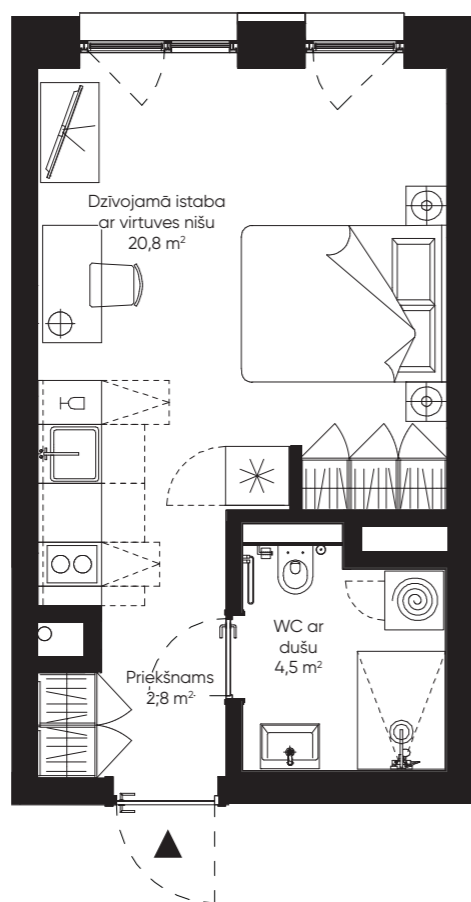 Dzīvojamā istaba
ar virtuves nišu
20,8 m²
WC ar
dušu
4,5 m²
Priekšnams
2,8 m²